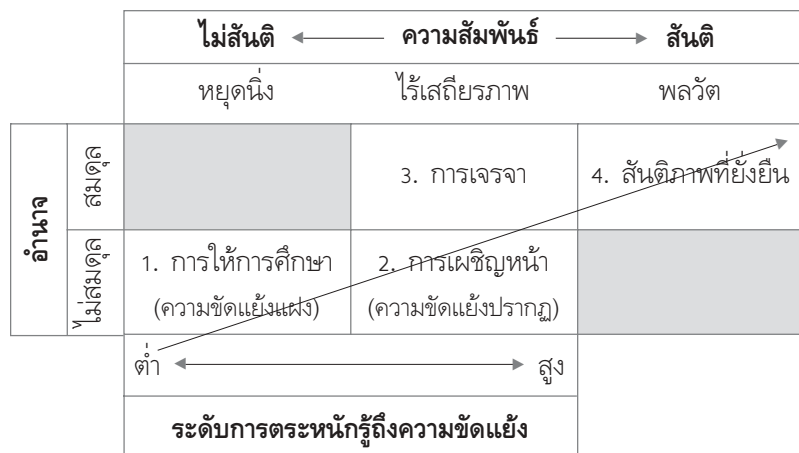 ไม่สันติ ความสัมพันธ์ สันติ
หยุดนิ่ง ไร้เสถียรภาพ พลวัต
อำนาจ
สมดุล
3. การเจรจา 4. สันติภาพที่ยั่งยืน
ไม่สมดุล
1. การให้การศึกษา 2. การเผชิญหน้า
(ความขัดแย้งแฝง) (ความขัดแย้งปรากฏ)
ต่ำ สูง
ระดับการตระหนักรู้ถึงความขัดแย้ง